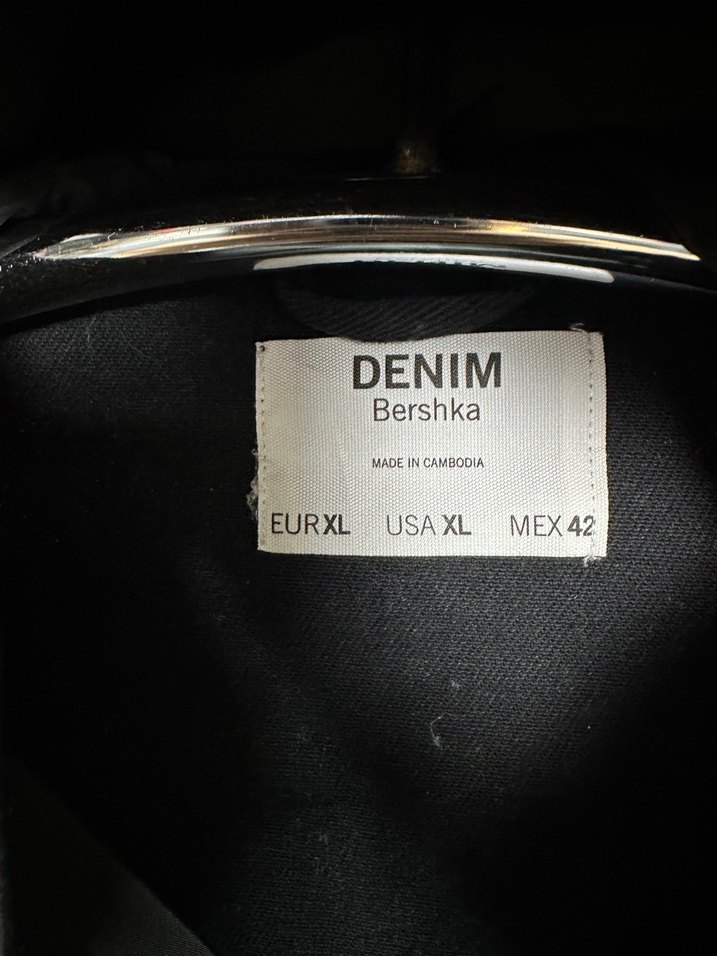 DENIM
Bershka
MADE IN CAMBODIA
EUR XL USA XL MEX 42